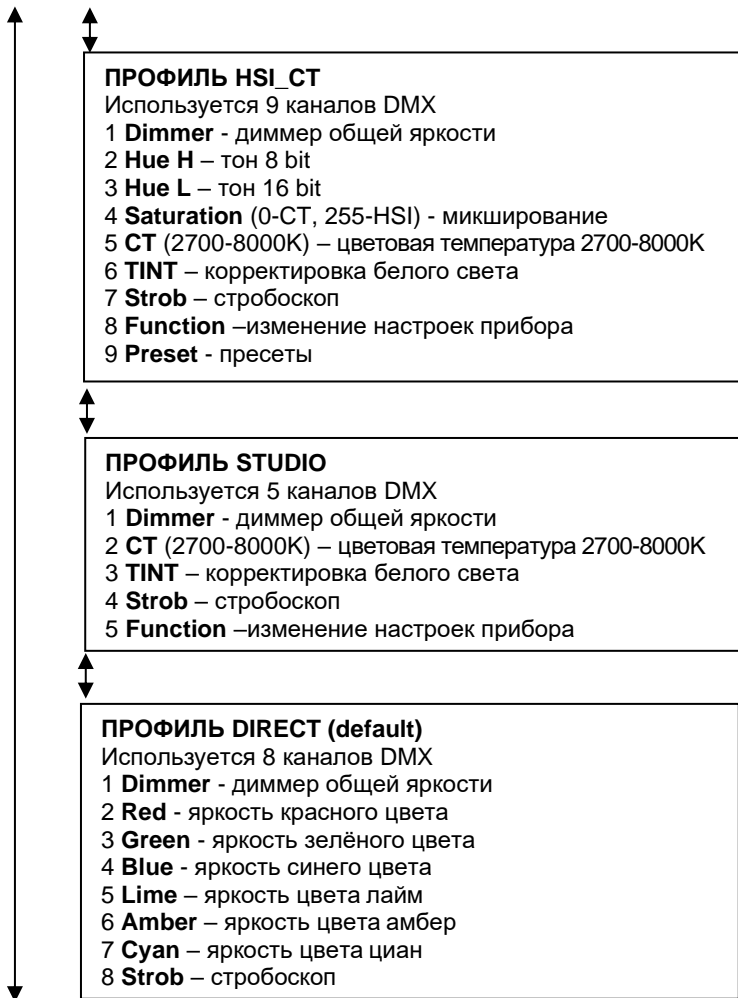 ПРОФИЛЬ HSI_CT
Используется 9 каналов DMX
1 Dimmer - диммер общей яркости
2 Hue H – тон 8 bit
3 Hue L – тон 16 bit
4 Saturation (0-CT, 255-HSI) - микширование
5 CT (2700-8000K) – цветовая температура 2700-8000K
6 TINT – корректировка белого света
7 Strob – стробоскоп
8 Function –изменение настроек прибора
9 Preset - пресеты
ПРОФИЛЬ STUDIO
Используется 5 каналов DMX
1 Dimmer - диммер общей яркости
2 CT (2700-8000K) – цветовая температура 2700-8000K
3 TINT – корректировка белого света
4 Strob – стробоскоп
5 Function –изменение настроек прибора
ПРОФИЛЬ DIRECT (default)
Используется 8 каналов DMX
1 Dimmer - диммер общей яркости
2 Red - яркость красного цвета
3 Green - яркость зелёного цвета
4 Blue - яркость синего цвета
5 Lime – яркость цвета лайм
6 Amber – яркость цвета амбер
7 Cyan – яркость цвета циан
8 Strob – стробоскоп